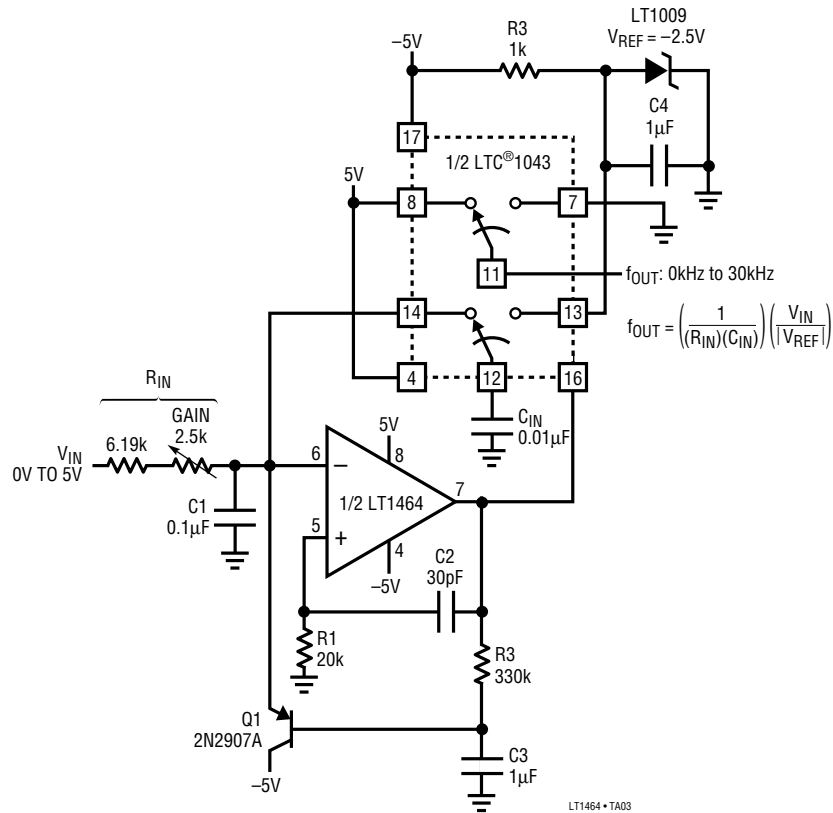 LT1009
VREF = –2.5V
R3
1k
–5V
C4
1µF
17
1/2 LTC®1043
5V
8
7
11
fOUT: 0kHz to 30kHz
14
13
fOUT = (1 / (RIN)(CIN)) (VIN / |VREF|)
4
12
16
RIN
GAIN
2.5k
6.19k
VIN
0V TO 5V
CIN
0.01µF
5V
6
–
8
1/2 LT1464
7
C1
0.1µF
5
+
4
–5V
C2
30pF
R1
20k
R3
330k
Q1
2N2907A
–5V
C3
1µF
LT1464 • TA03